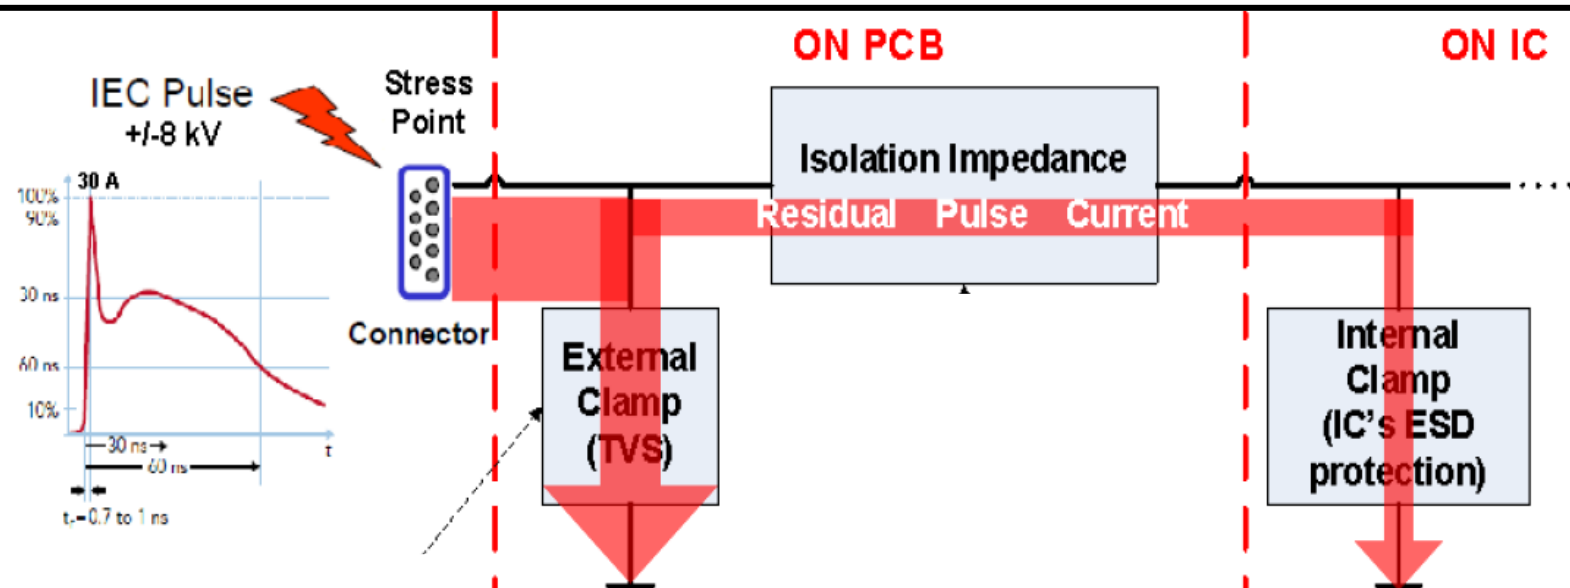 ON PCB
ON IC
IEC Pulse
+/-8 kV
Stress
Point
Isolation Impedance
Residual Pulse Current
30 A
100%
90%
30 ns
60 ns
10%
30 ns
60 ns
t
tr=0.7 to 1 ns
Connector
External
Clamp
(TVS)
Internal
Clamp
(IC's ESD
protection)